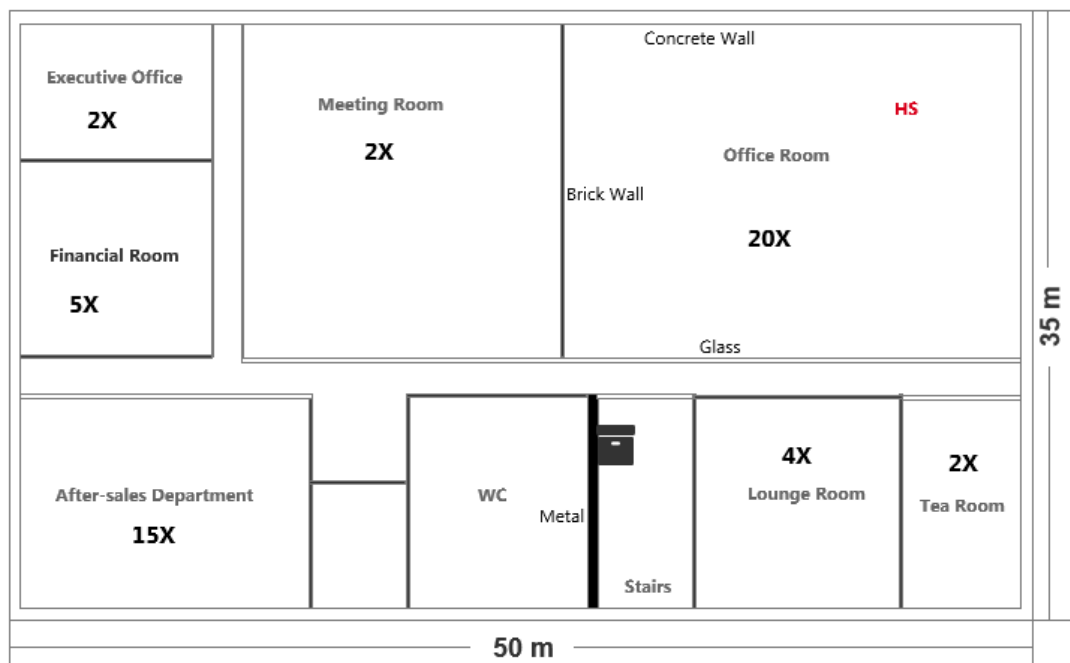 Concrete Wall
Executive Office
2X
Meeting Room
2X
HS
Office Room
Brick Wall
20X
Financial Room
5X
Glass
35 m
After-sales Department
15X
WC
Metal
4X
Lounge Room
2X
Tea Room
Stairs
50 m